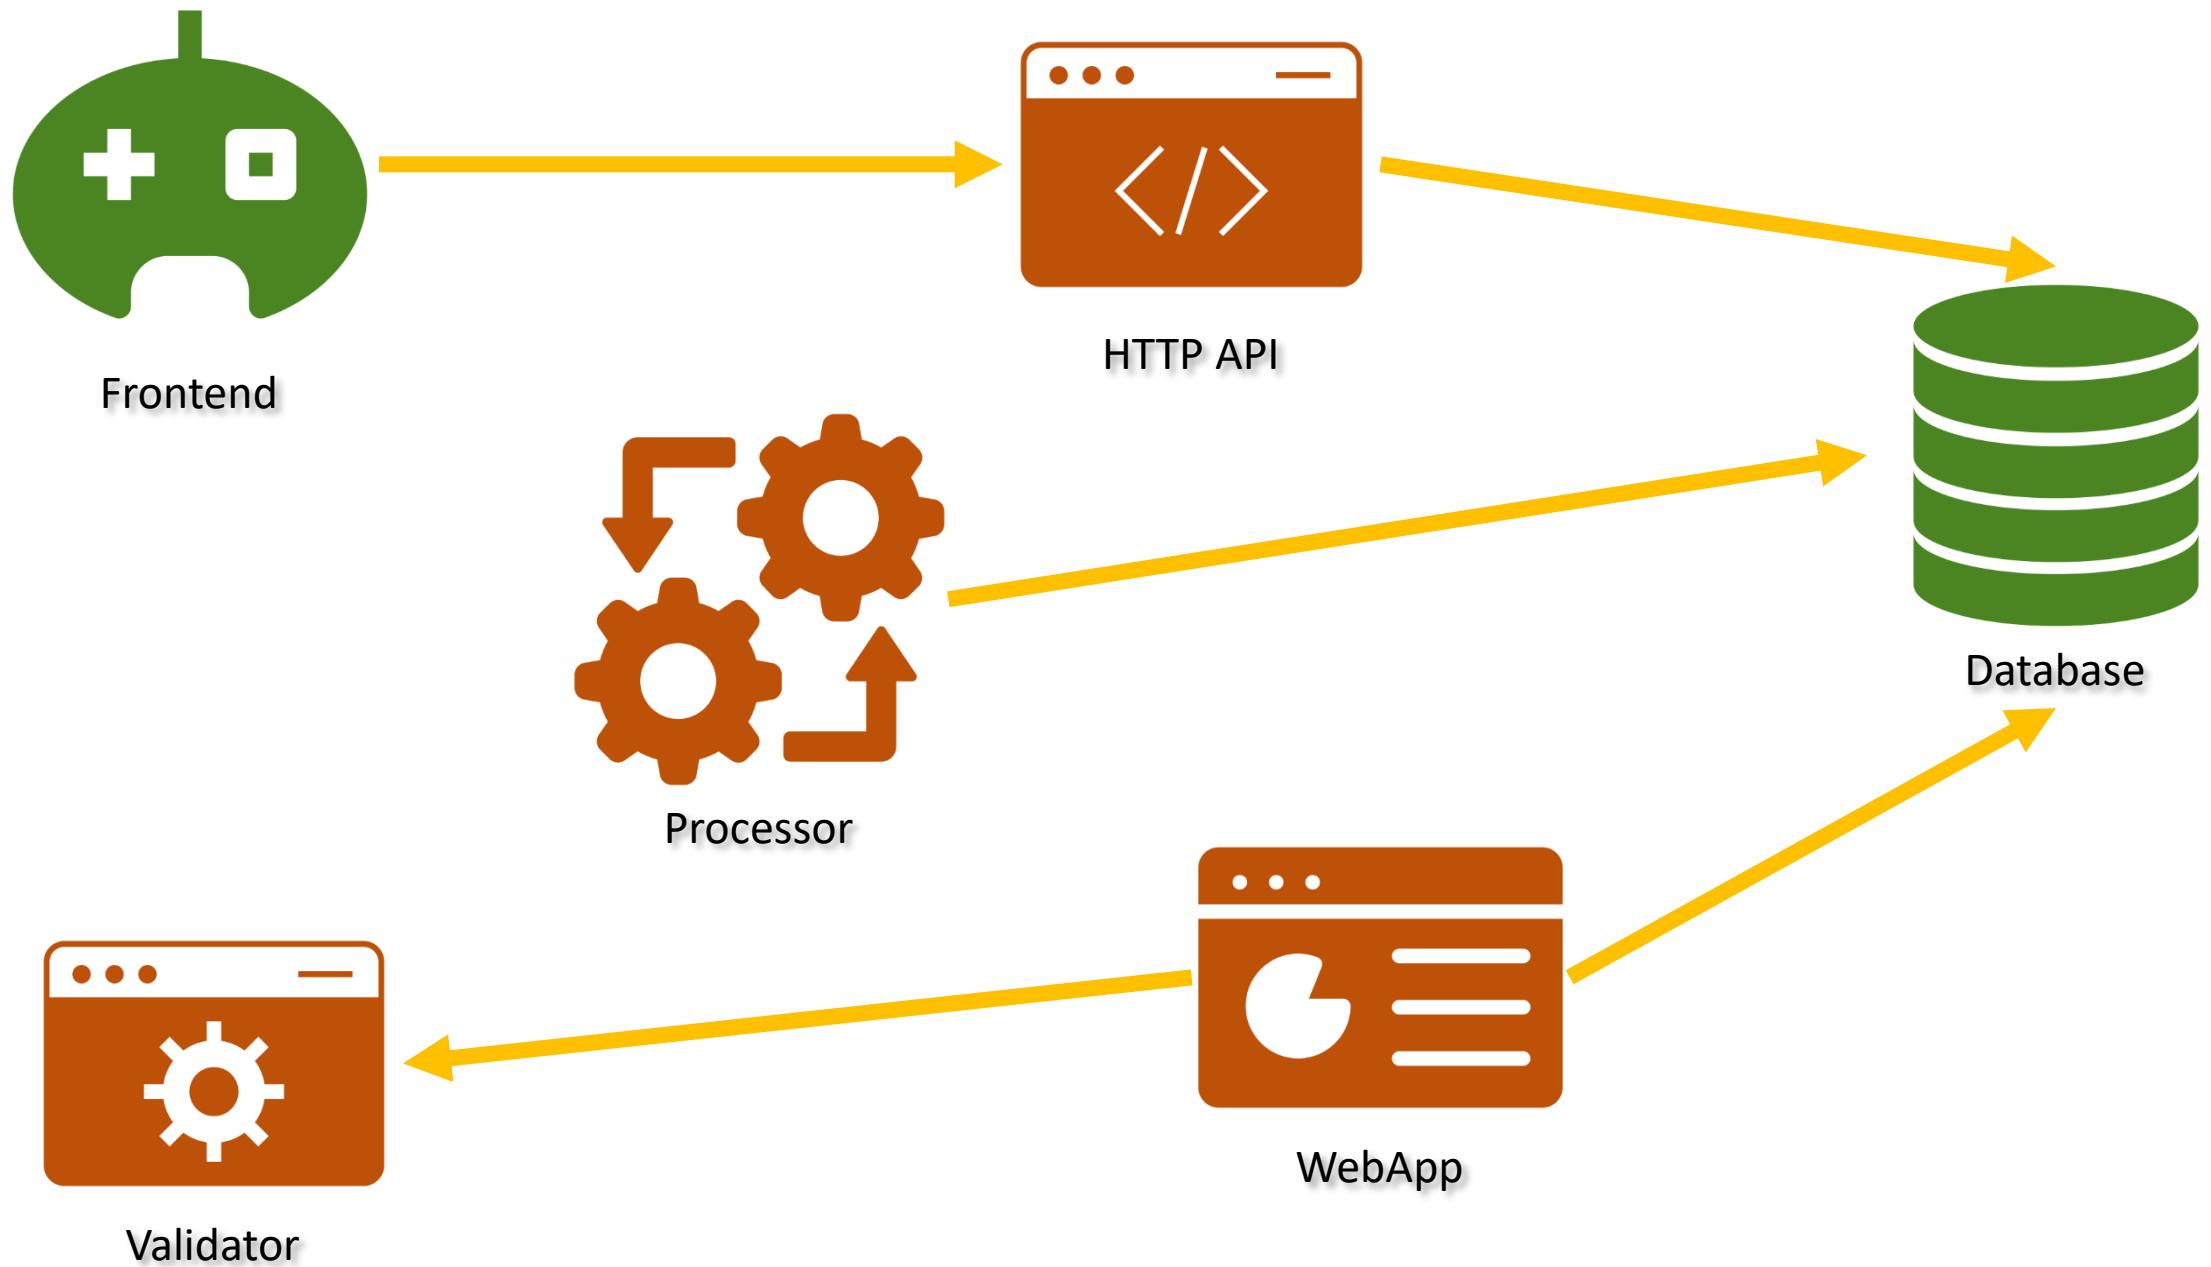 Frontend
HTTP API
Database
Processor
WebApp
Validator